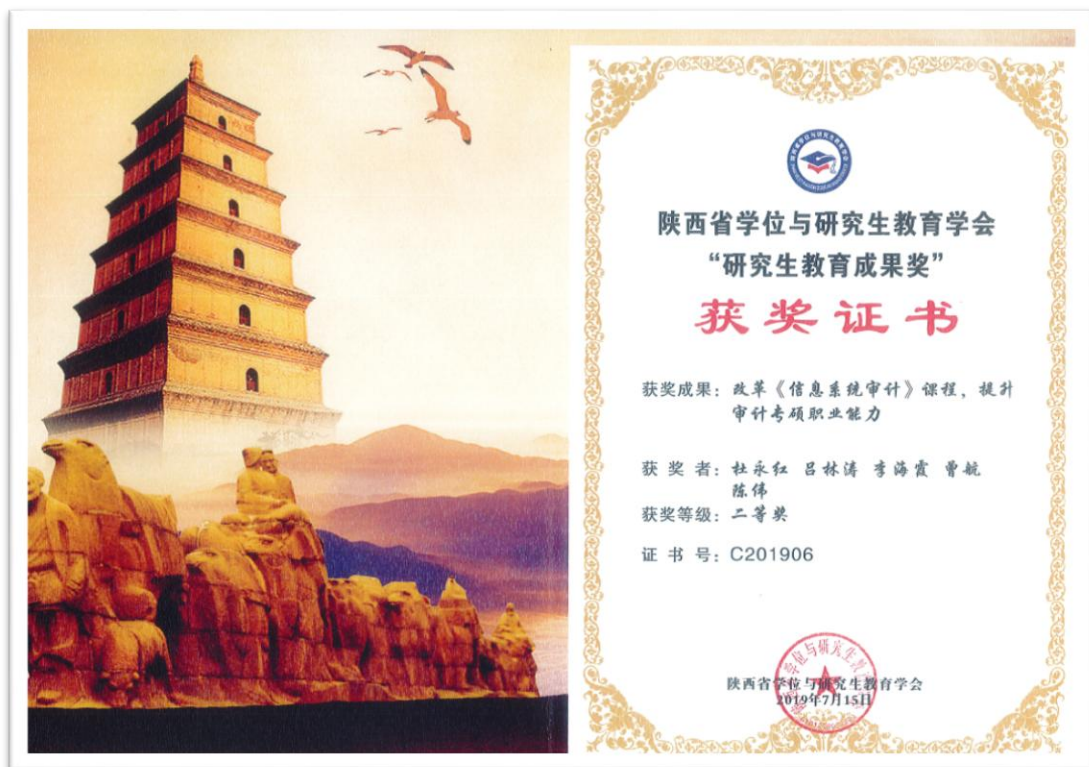 陕西省学位与研究生教育学会
“研究生教育成果奖”
获奖证书
获奖成果：改革《信息系统审计》课程，提升
审计专硕职业能力
获 奖 者：杜永红 吕林涛 李海霞 曾航
陈伟
获奖等级：二等奖
证 书 号：C201906
陕西省学位与研究生教育学会
2019年7月15日